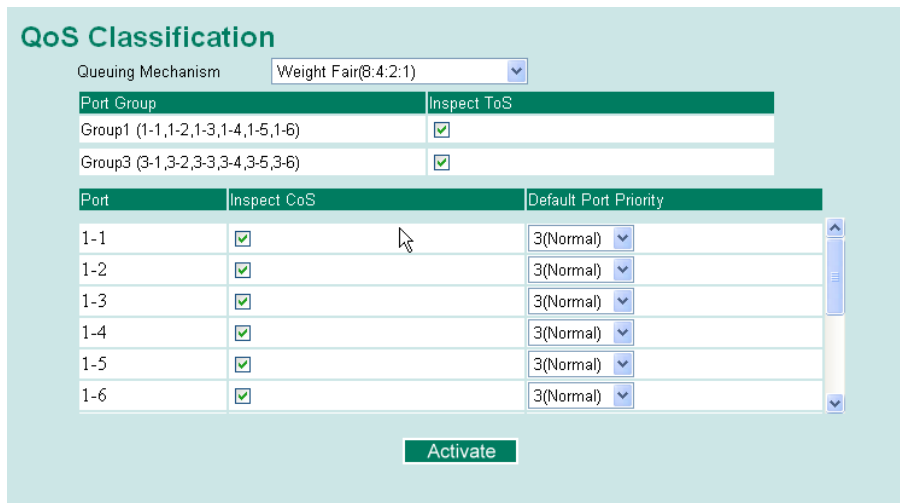 QoS Classification
Queuing Mechanism Weight Fair(8:4:2:1)
Port Group Inspect ToS
Group1 (1-1,1-2,1-3,1-4,1-5,1-6)
Group3 (3-1,3-2,3-3,3-4,3-5,3-6)
Port Inspect CoS Default Port Priority
1-1 3(Normal)
1-2 3(Normal)
1-3 3(Normal)
1-4 3(Normal)
1-5 3(Normal)
1-6 3(Normal)
Activate